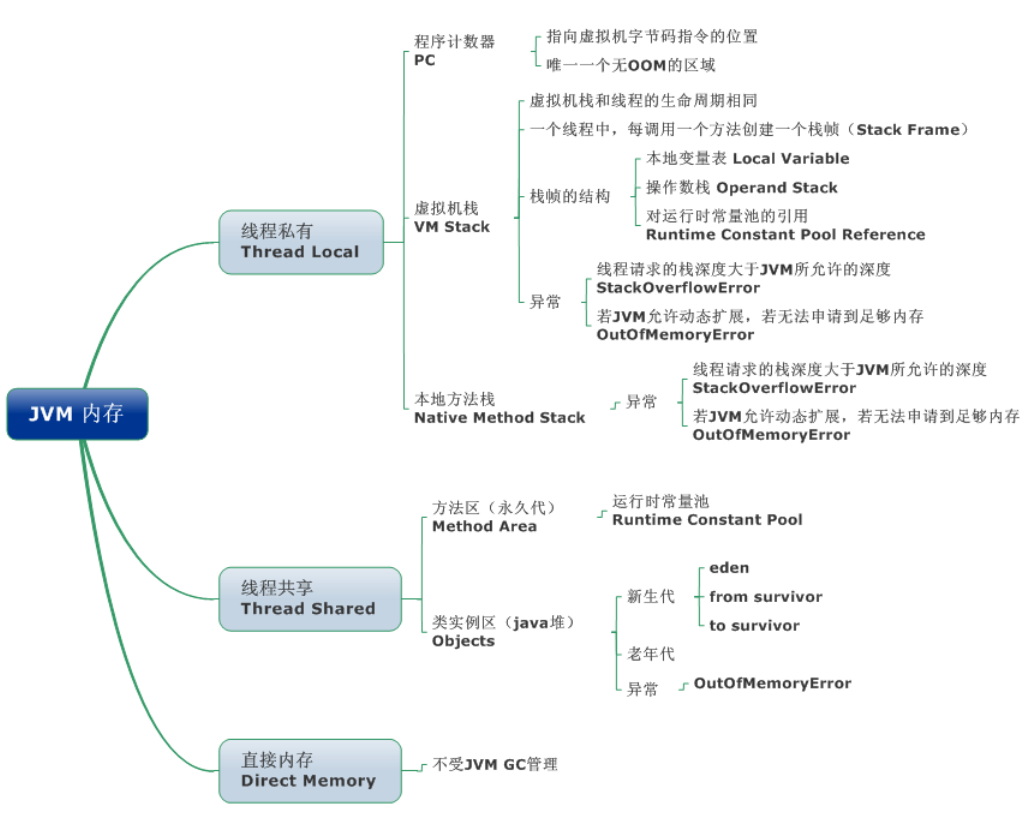 JVM 内存
线程私有
Thread Local
程序计数器
PC
指向虚拟机字节码指令的位置
唯一一个无OOM的区域
虚拟机栈
VM Stack
虚拟机栈和线程的生命周期相同
一个线程中，每调用一个方法创建一个栈帧（Stack Frame）
栈帧的结构
本地变量表 Local Variable
操作数栈 Operand Stack
对运行时常量池的引用
Runtime Constant Pool Reference
异常
线程请求的栈深度大于JVM所允许的深度
StackOverflowError
若JVM允许动态扩展，若无法申请到足够内存
OutOfMemoryError
本地方法栈
Native Method Stack
异常
线程请求的栈深度大于JVM所允许的深度
StackOverflowError
若JVM允许动态扩展，若无法申请到足够内存
OutOfMemoryError
线程共享
Thread Shared
方法区（永久代）
Method Area
运行时常量池
Runtime Constant Pool
类实例区（java堆）
Objects
新生代
eden
from survivor
to survivor
老年代
异常
OutOfMemoryError
直接内存
Direct Memory
不受JVM GC管理